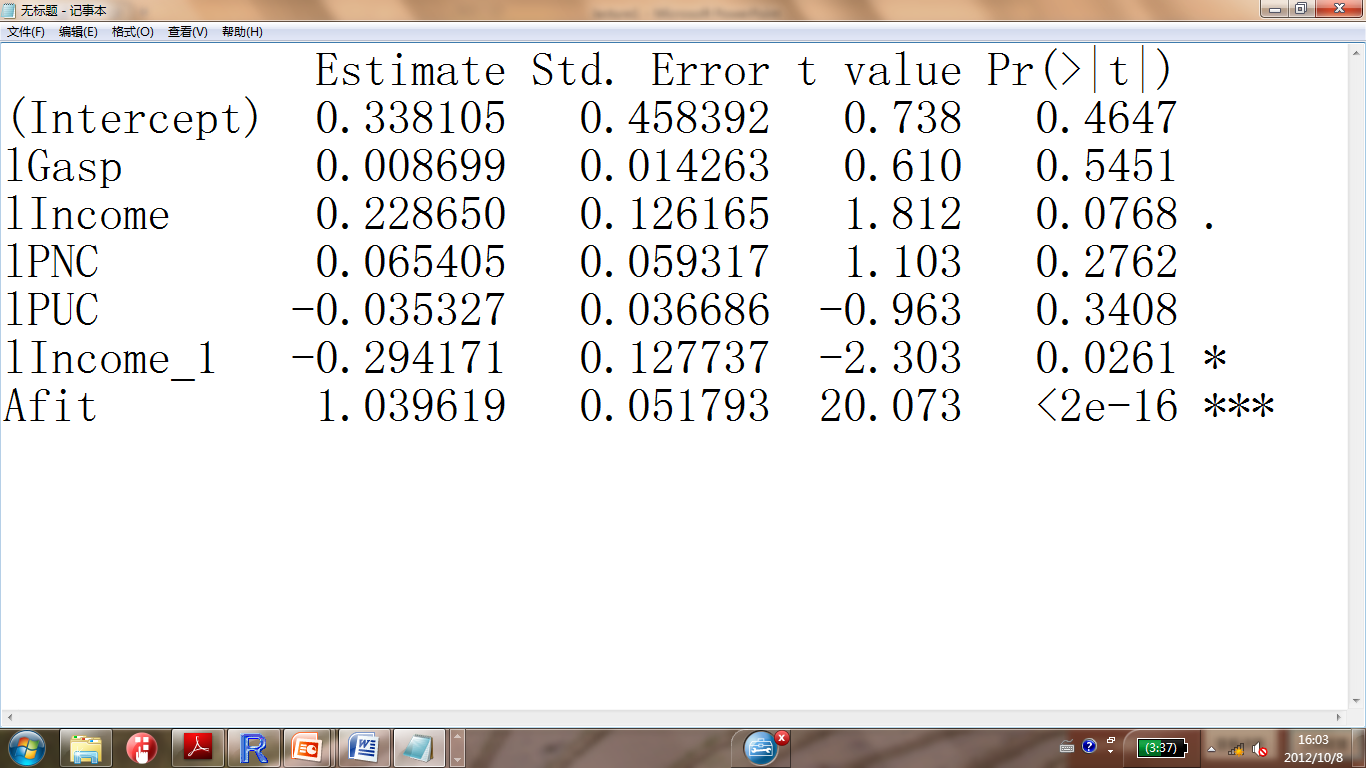 无标题 - 记事本
文件(F) 编辑(E) 格式(O) 查看(V) 帮助(H)
Estimate Std. Error t value Pr(>|t|)
(Intercept) 0.338105 0.458392 0.738 0.4647
lGasp 0.008699 0.014263 0.610 0.5451
lIncome 0.228650 0.126165 1.812 0.0768 .
lPNC 0.065405 0.059317 1.103 0.2762
lPUC -0.035327 0.036686 -0.963 0.3408
lIncome_1 -0.294171 0.127737 -2.303 0.0261 *
Afit 1.039619 0.051793 20.073 <2e-16 ***
(3:37)
16:03
2012/10/8